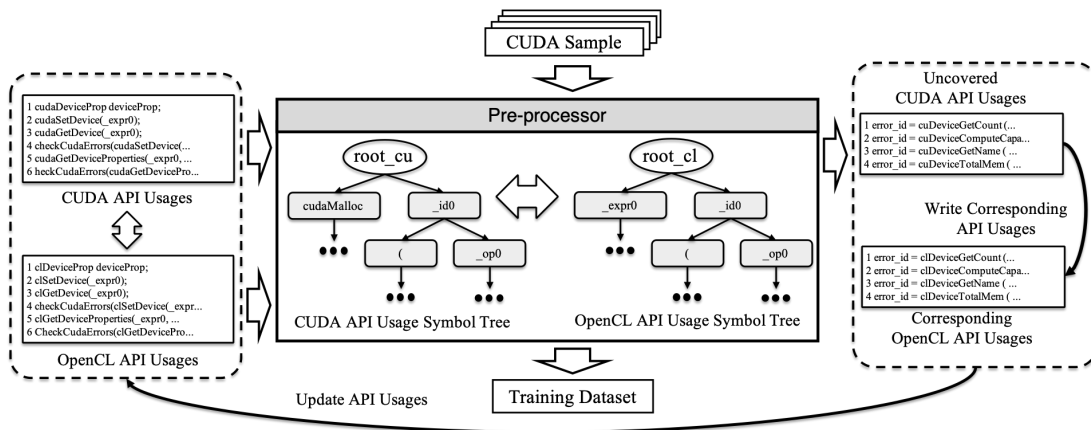 CUDA Sample
1 cudaDeviceProp deviceProp;
2 cudaSetDevice(_expr0);
3 cudaGetDevice(_expr0);
4 checkCudaErrors(cudaSetDevice(...
5 cudaGetDeviceProperties(_expr0, ...
6 heckCudaErrors(cudaGetDevicePro...
CUDA API Usages
1 clDeviceProp deviceProp;
2 clSetDevice(_expr0);
3 clGetDevice(_expr0);
4 checkCudaErrors(clSetDevice(_expr...
5 clGetDeviceProperties(_expr0, ...
6 CheckCudaErrors(clGetDevicePro...
OpenCL API Usages
Pre-processor
root_cu
cudaMalloc
_id0
(
_op0
CUDA API Usage Symbol Tree
root_cl
_expr0
_id0
(
_op0
OpenCL API Usage Symbol Tree
Uncovered
CUDA API Usages
1 error_id = cuDeviceGetCount (...
2 error_id = cuDeviceComputeCapa...
3 error_id = cuDeviceGetName ( ...
4 error_id = cuDeviceTotalMem ( ...
Write Corresponding
API Usages
1 error_id = clDeviceGetCount (...
2 error_id = clDeviceComputeCapa...
3 error_id = clDeviceGetName ( ...
4 error_id = clDeviceTotalMem ( ...
Corresponding
OpenCL API Usages
Update API Usages
Training Dataset